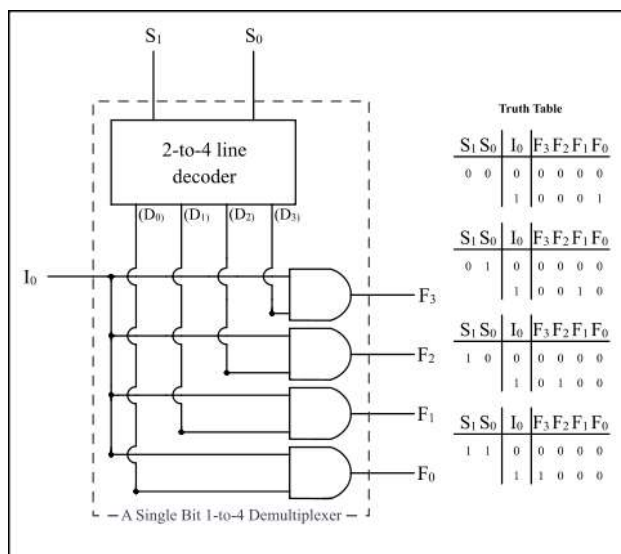 S₁ S₀
2-to-4 line
decoder
(D₀) (D₁) (D₂) (D₃)
I₀
F₃
F₂
F₁
F₀
A Single Bit 1-to-4 Demultiplexer
Truth Table
S₁ S₀ I₀ F₃ F₂ F₁ F₀
0 0 0 0 0 0 0
1 0 0 0 1
S₁ S₀ I₀ F₃ F₂ F₁ F₀
0 1 0 0 0 0 0
1 0 0 1 0
S₁ S₀ I₀ F₃ F₂ F₁ F₀
1 0 0 0 0 0 0
1 0 1 0 0
S₁ S₀ I₀ F₃ F₂ F₁ F₀
1 1 0 0 0 0 0
1 1 0 0 0